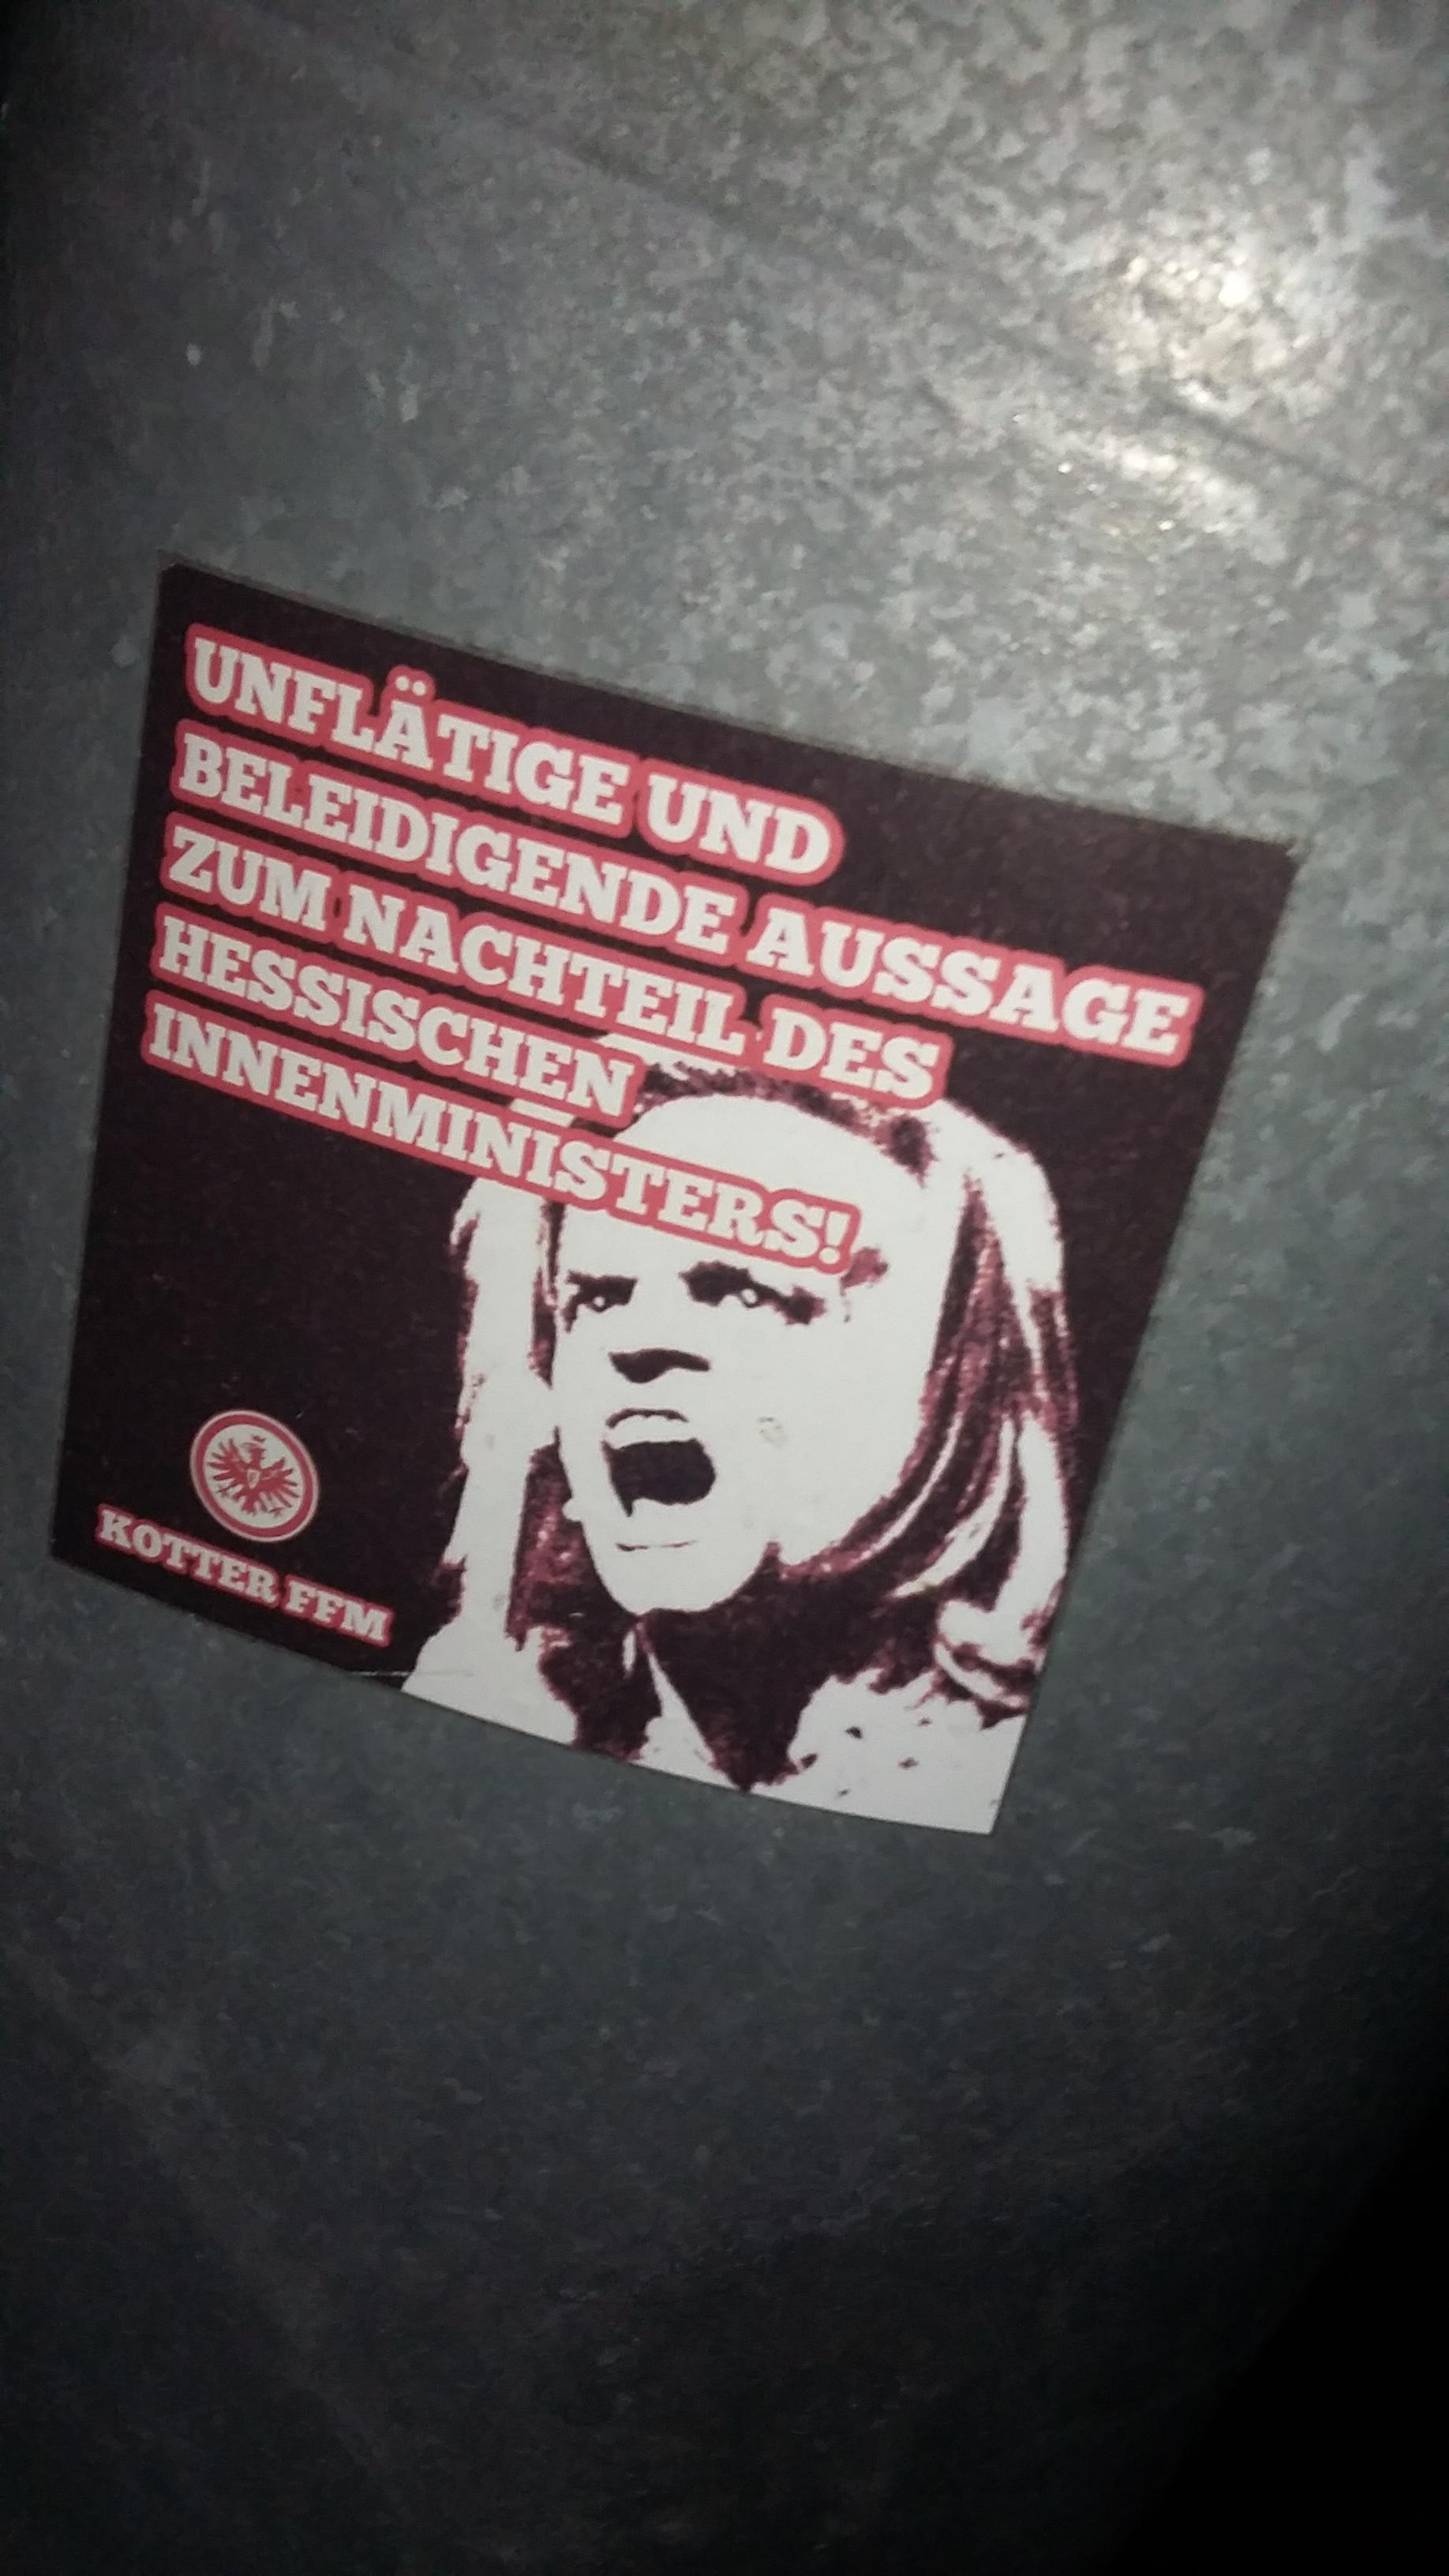 UNFLÄTIGE UND
BELEIDIGENDE AUSSAGE
ZUM NACHTEIL DES
HESSISCHEN
INNENMINISTERS!
KOTTER FFM